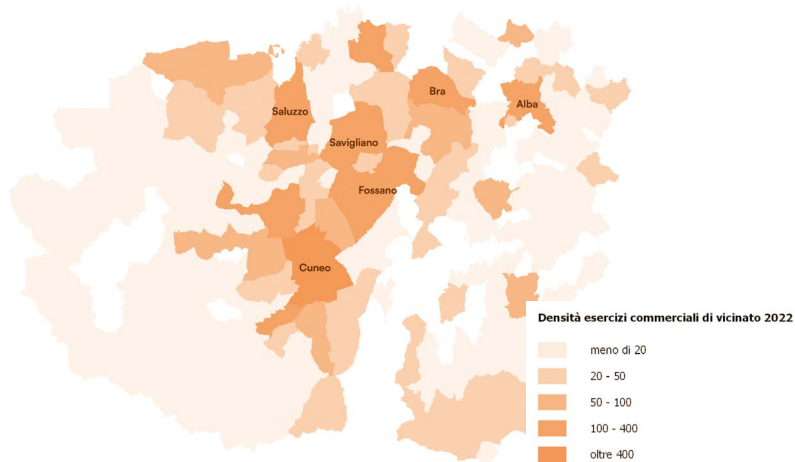 Bra
Alba
Saluzzo
Savigliano
Fossano
Cuneo
Densità esercizi commerciali di vicinato 2022
meno di 20
20 - 50
50 - 100
100 - 400
oltre 400